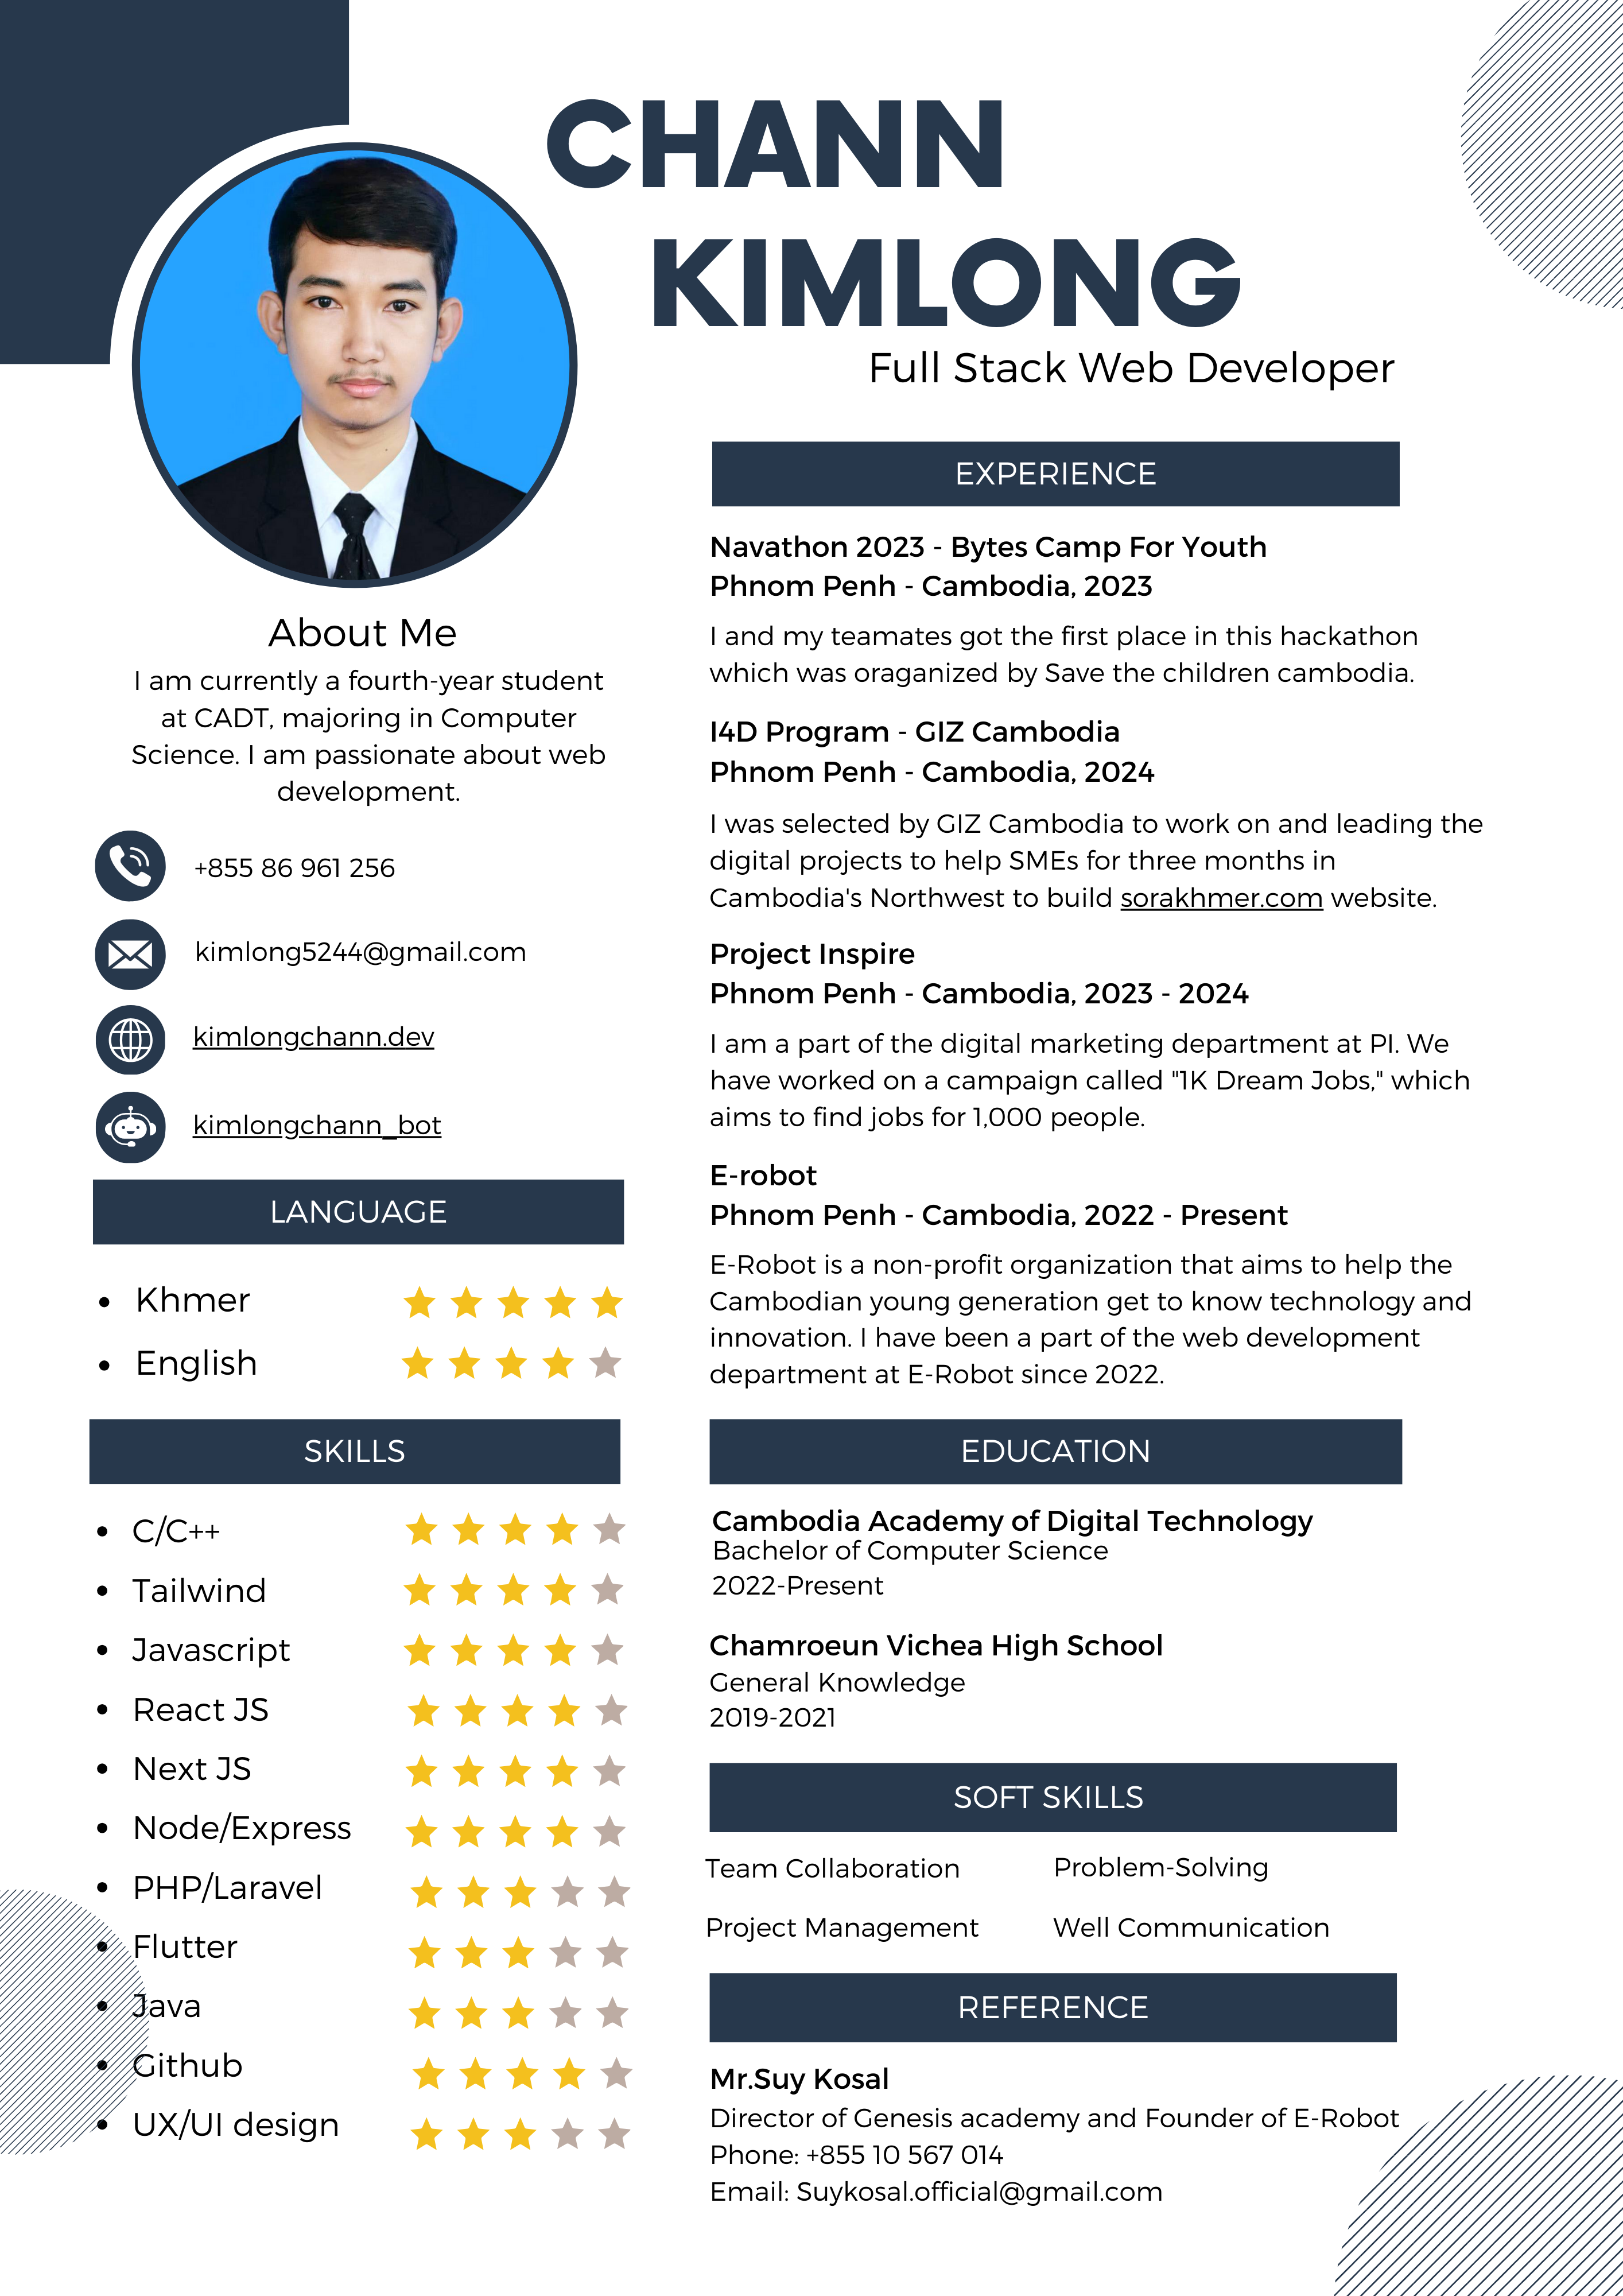 CHANN
KIMLONG
Full Stack Web Developer
About Me
I am currently a fourth-year student
at CADT, majoring in Computer
Science. I am passionate about web
development.
+855 86 961 256
kimlong5244@gmail.com
kimlongchann.dev
kimlongchann_bot
LANGUAGE
• Khmer
• English
SKILLS
• C/C++
• Tailwind
• Javascript
• React JS
• Next JS
• Node/Express
• PHP/Laravel
• Flutter
• Java
• Github
• UX/UI design
EXPERIENCE
Navathon 2023 - Bytes Camp For Youth
Phnom Penh - Cambodia, 2023
I and my teamates got the first place in this hackathon
which was oraganized by Save the children cambodia.
I4D Program - GIZ Cambodia
Phnom Penh - Cambodia, 2024
I was selected by GIZ Cambodia to work on and leading the
digital projects to help SMEs for three months in
Cambodia's Northwest to build sorakhmer.com website.
Project Inspire
Phnom Penh - Cambodia, 2023 - 2024
I am a part of the digital marketing department at PI. We
have worked on a campaign called "1K Dream Jobs," which
aims to find jobs for 1,000 people.
E-robot
Phnom Penh - Cambodia, 2022 - Present
E-Robot is a non-profit organization that aims to help the
Cambodian young generation get to know technology and
innovation. I have been a part of the web development
department at E-Robot since 2022.
EDUCATION
Cambodia Academy of Digital Technology
Bachelor of Computer Science
2022-Present
Chamroeun Vichea High School
General Knowledge
2019-2021
SOFT SKILLS
Team Collaboration Problem-Solving
Project Management Well Communication
REFERENCE
Mr.Suy Kosal
Director of Genesis academy and Founder of E-Robot
Phone: +855 10 567 014
Email: Suykosal.official@gmail.com